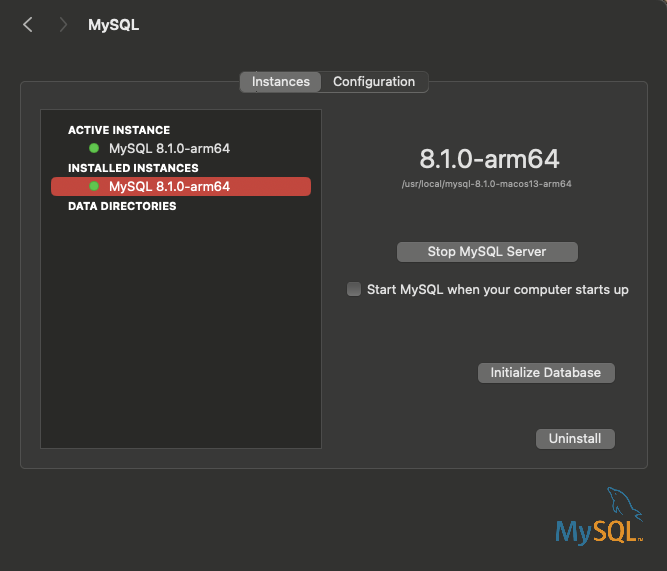 MySQL
Instances
Configuration
ACTIVE INSTANCE
MySQL 8.1.0-arm64
INSTALLED INSTANCES
MySQL 8.1.0-arm64
DATA DIRECTORIES
8.1.0-arm64
/usr/local/mysql-8.1.0-macos13-arm64
Stop MySQL Server
Start MySQL when your computer starts up
Initialize Database
Uninstall
MySQL™